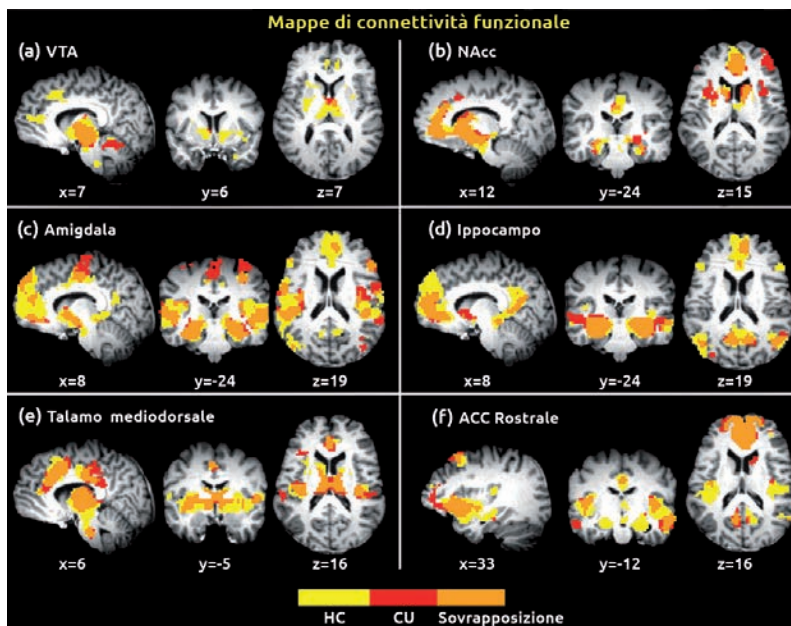 Mappe di connettività funzionale
(a) VTA
x=7 y=6 z=7
(b) NAcc
x=12 y=-24 z=15
(c) Amigdala
x=8 y=-24 z=19
(d) Ippocampo
x=8 y=-24 z=19
(e) Talamo mediodorsale
x=6 y=-5 z=16
(f) ACC Rostrale
x=33 y=-12 z=16
HC CU Sovrapposizione